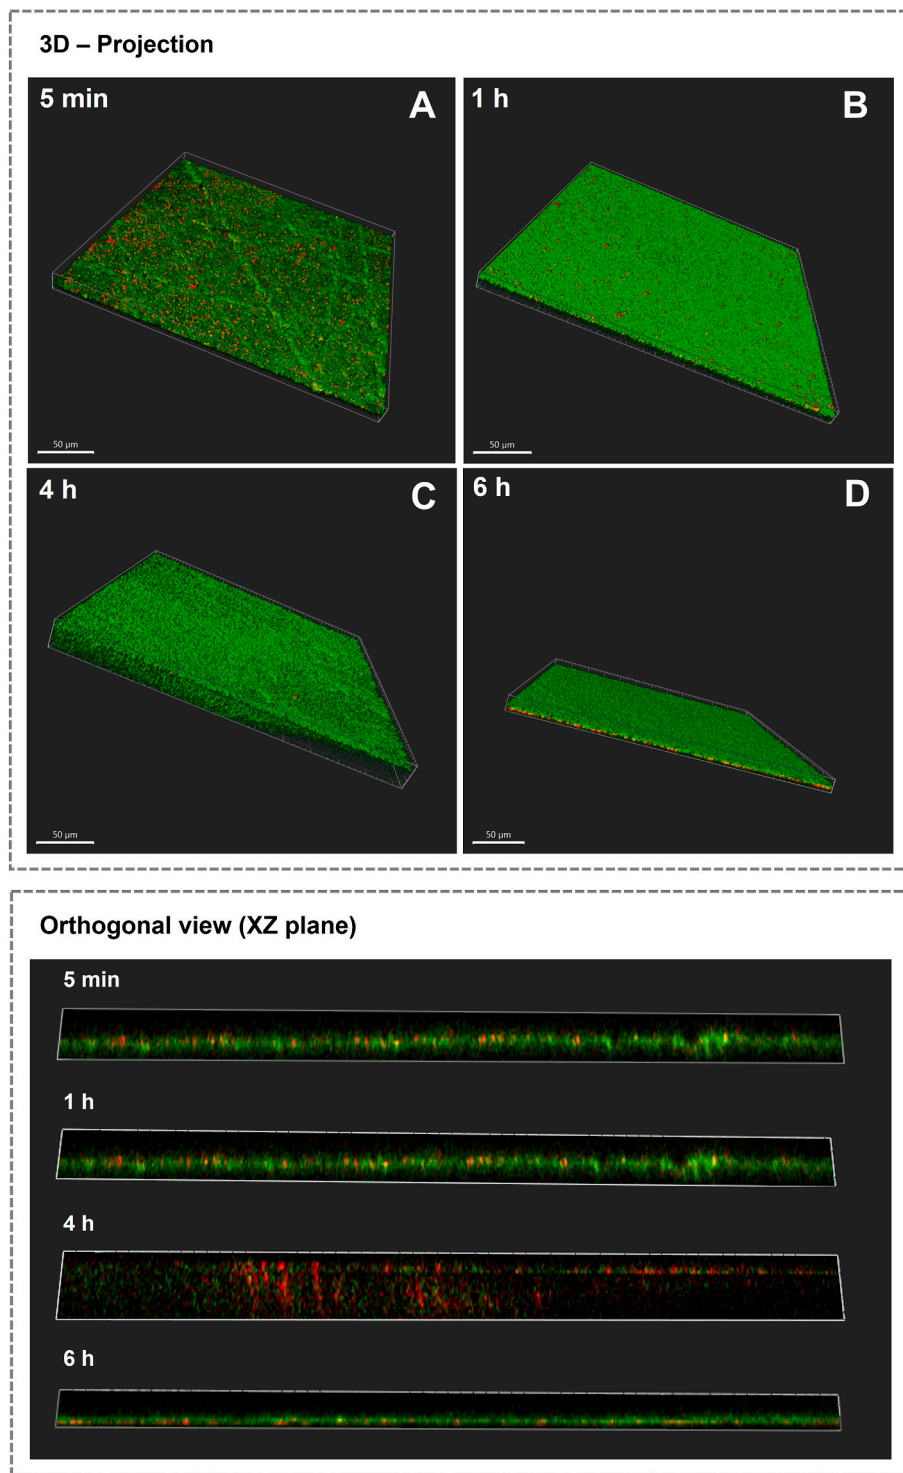 3D – Projection
5 min
A
1 h
B
50 µm
50 µm
4 h
C
6 h
D
50 µm
50 µm
Orthogonal view (XZ plane)
5 min
1 h
4 h
6 h